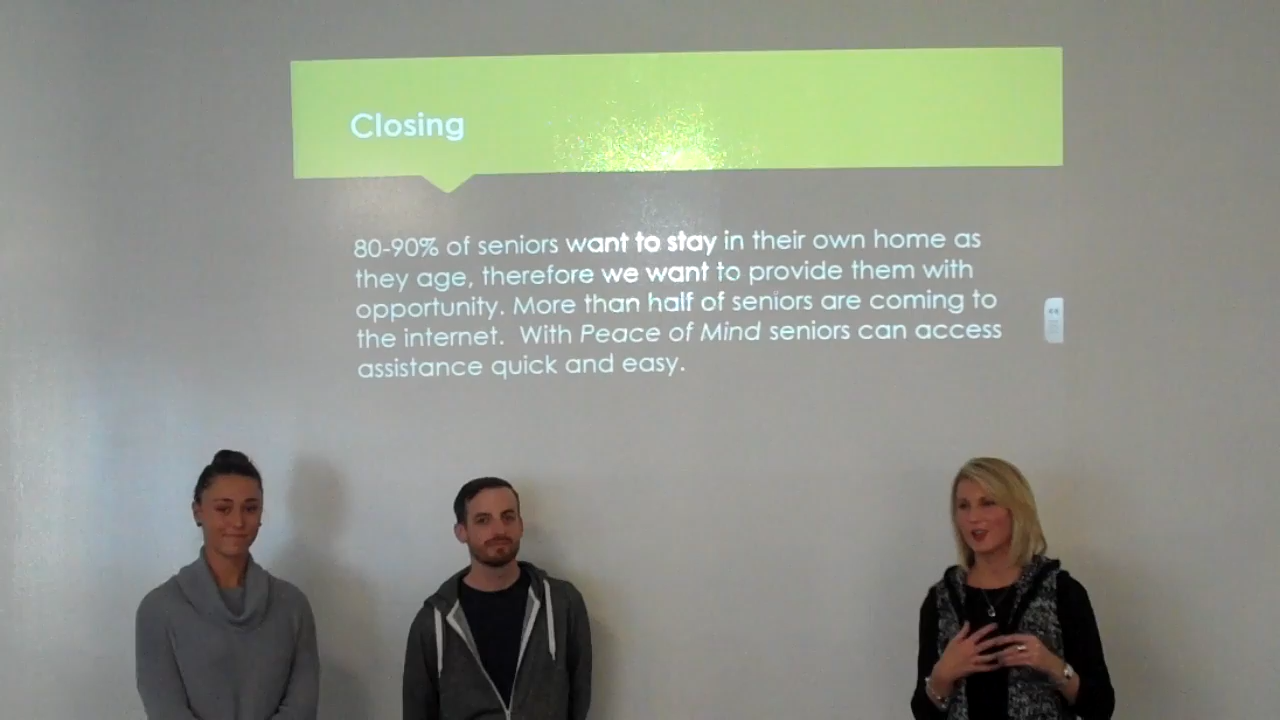 Closing
80-90% of seniors want to stay in their own home as
they age, therefore we want to provide them with
opportunity. More than half of seniors are coming to
the internet.  With Peace of Mind seniors can access
assistance quick and easy.